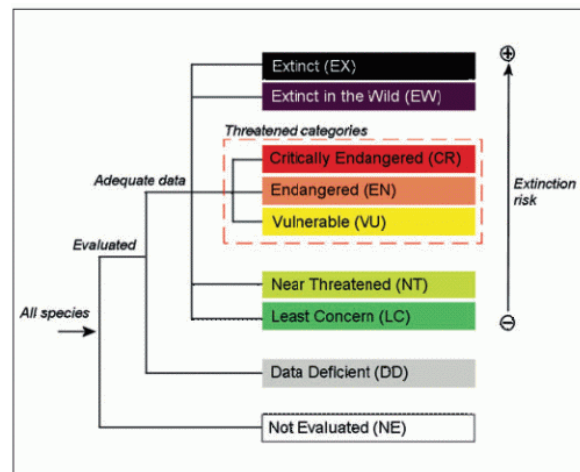 Extinct (EX)
Extinct in the Wild (EW)
Threatened categories
Critically Endangered (CR)
Adequate data
Endangered (EN)
Extinction
risk
Vulnerable (VU)
Evaluated
Near Threatened (NT)
All species
Least Concern (LC)
Data Deficient (DD)
Not Evaluated (NE)